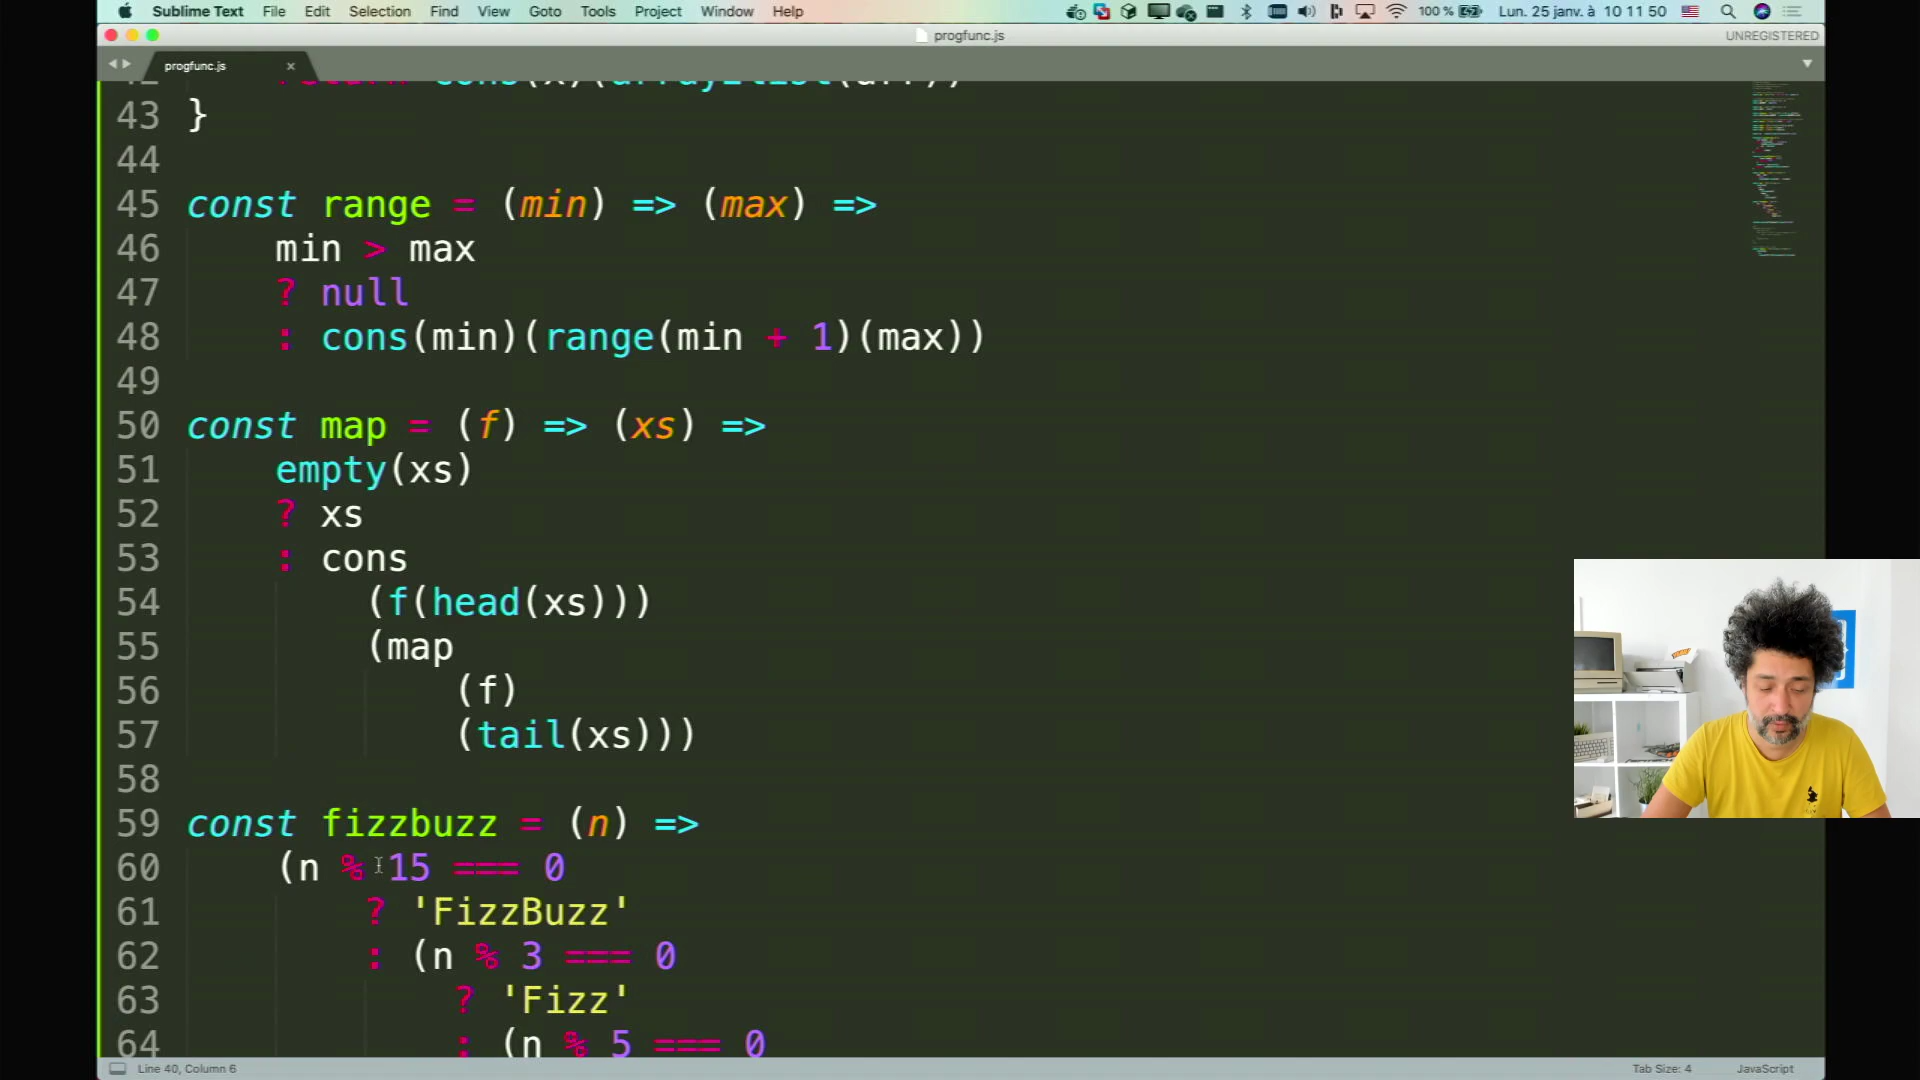 Sublime Text File Edit Selection Find View Goto Tools Project Window Help 100 % Lun. 25 janv. à 10 11 50
progfunc.js UNREGISTERED
progfunc.js
43 }
44
45 const range = (min) => (max) =>
46 min > max
47 ? null
48 : cons(min)(range(min + 1)(max))
49
50 const map = (f) => (xs) =>
51 empty(xs)
52 ? xs
53 : cons
54 (f(head(xs)))
55 (map
56 (f)
57 (tail(xs)))
58
59 const fizzbuzz = (n) =>
60 (n % 15 === 0
61 ? 'FizzBuzz'
62 : (n % 3 === 0
63 ? 'Fizz'
64 : (n % 5 === 0
Line 40, Column 6 Tab Size: 4 JavaScript